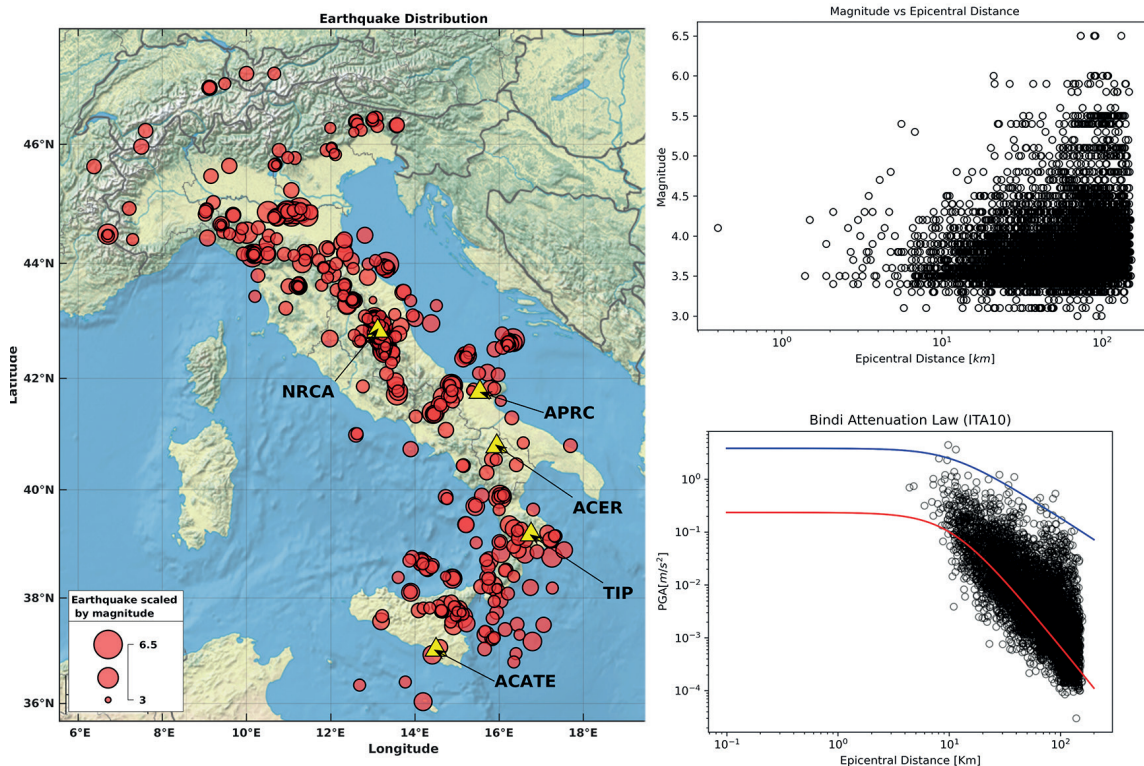 Earthquake Distribution
46°N
44°N
42°N
40°N
38°N
36°N
Latitude
NRCA
APRC
ACER
TIP
ACATE
Earthquake scaled
by magnitude
6.5
3
6°E
8°E
10°E
12°E
14°E
16°E
18°E
Longitude
Magnitude vs Epicentral Distance
6.5
6.0
5.5
5.0
4.5
4.0
3.5
3.0
Magnitude
10⁰
10¹
10²
Epicentral Distance [km]
Bindi Attenuation Law (ITA10)
10⁰
10⁻¹
10⁻²
10⁻³
10⁻⁴
PGA[m/s²]
10⁻¹
10⁰
10¹
10²
Epicentral Distance [Km]